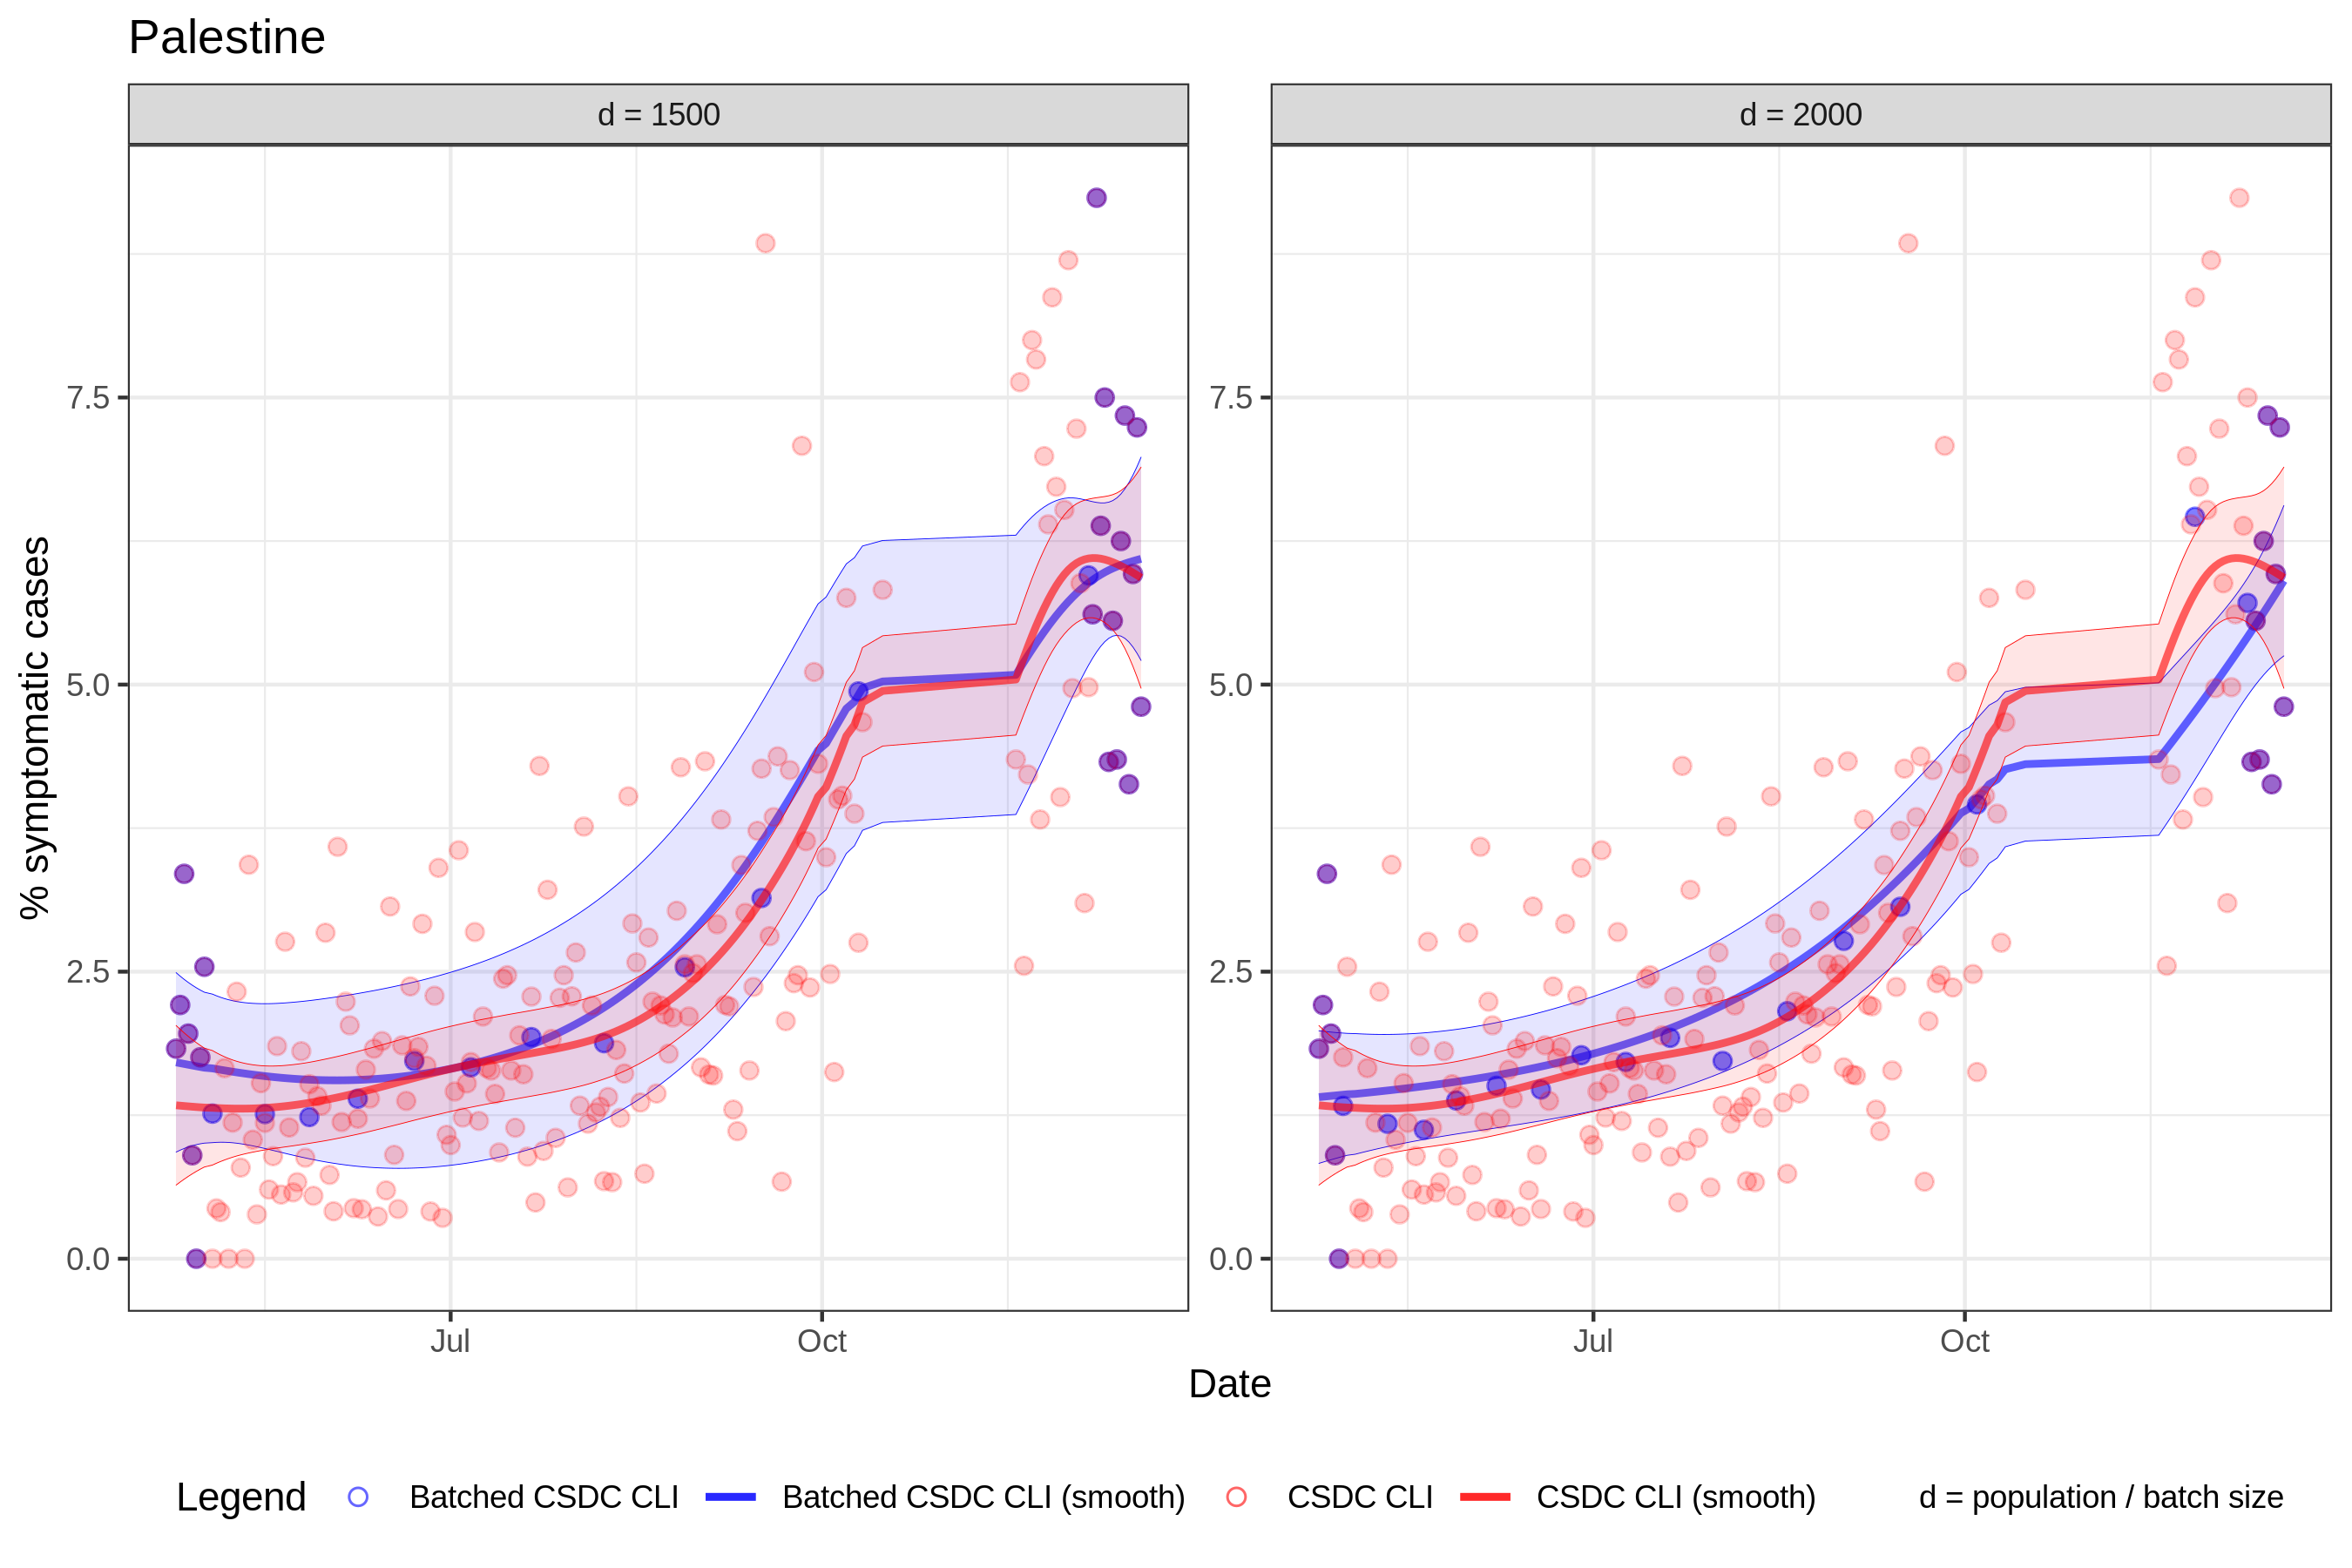 Palestine
d = 1500
d = 2000
% symptomatic cases
7.5
5.0
2.5
0.0
7.5
5.0
2.5
0.0
Jul
Oct
Jul
Oct
Date
Legend
Batched CSDC CLI
Batched CSDC CLI (smooth)
CSDC CLI
CSDC CLI (smooth)
d = population / batch size